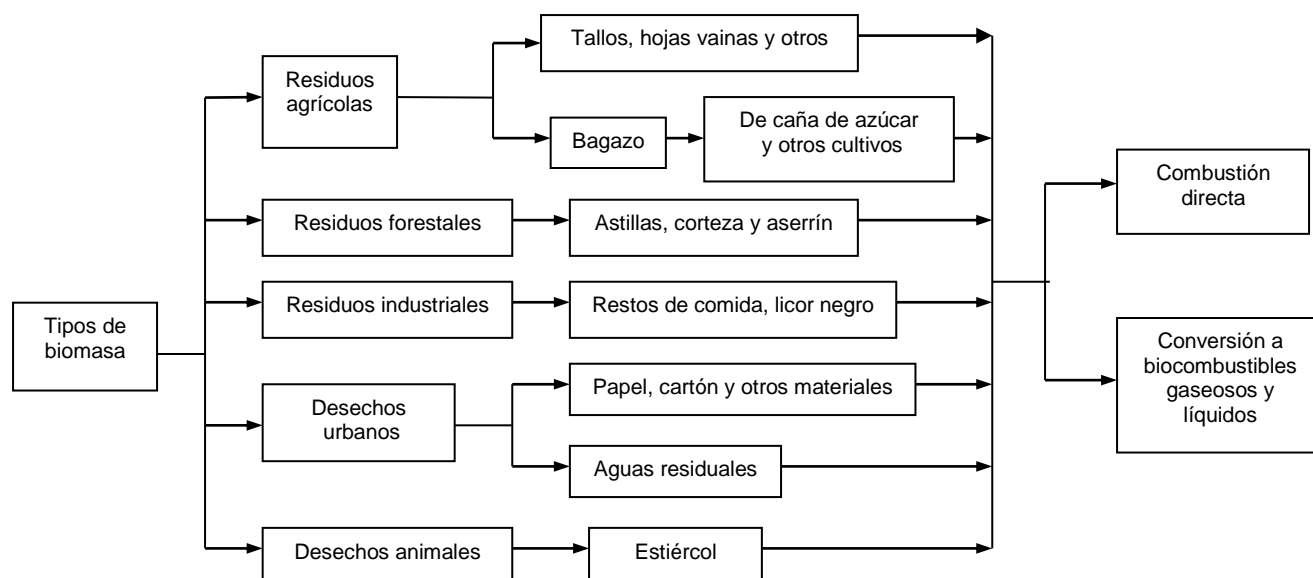 Tallos, hojas vainas y otros
Residuos
agrícolas
Bagazo
De caña de azúcar
y otros cultivos
Combustión
directa
Residuos forestales
Astillas, corteza y aserrín
Residuos industriales
Restos de comida, licor negro
Tipos de
biomasa
Conversión a
biocombustibles
gaseosos y
líquidos
Papel, cartón y otros materiales
Desechos
urbanos
Aguas residuales
Desechos animales
Estiércol